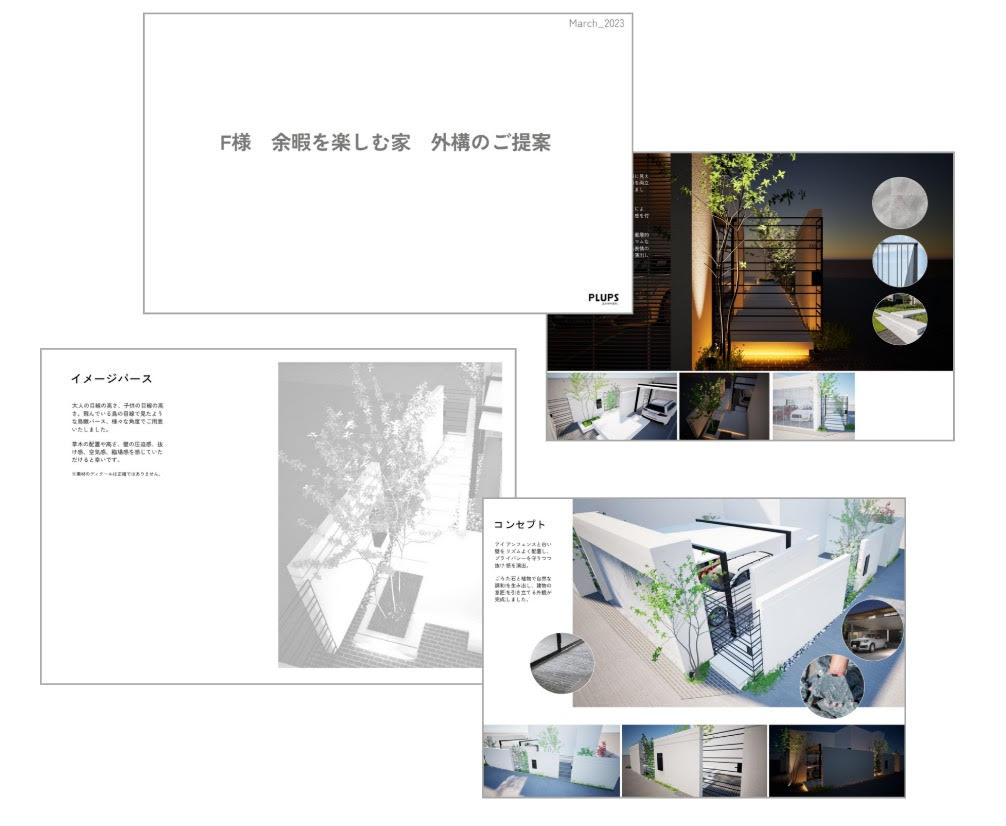 March_2023
F様　余暇を楽しむ家　外構のご提案
PLUPS
イメージパース
大人の目線の高さ、子供の目線の高
さ。飛んでいる鳥の目線で見たよう
な鳥瞰パース、様々な角度でご用意
いたしました。
草木の配置や高さ、壁の圧迫感、抜
け感、空気感、臨場感を感じていた
だけると幸いです。
※素材のディテールは正確ではありません。
コンセプト
アイアンフェンスと白い
壁をリズムよく配置し、
プライバシーを守りつつ
抜け感を演出。
ごろた石と植物で自然な
調和を生み出し、建物の
意匠を引き立てる外観が
完成しました。